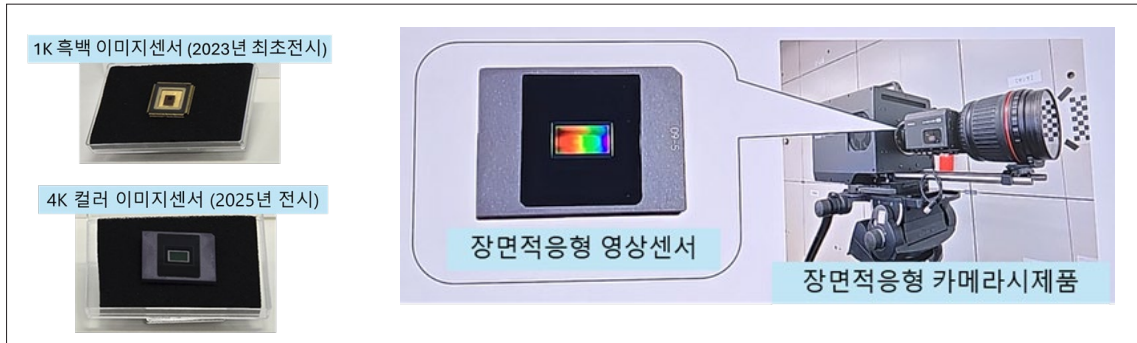 1K 흑백 이미지센서 (2023년 최초전시)
4K 컬러 이미지센서 (2025년 전시)
09-5
장면적응형 영상센서
장면적응형 카메라시제품